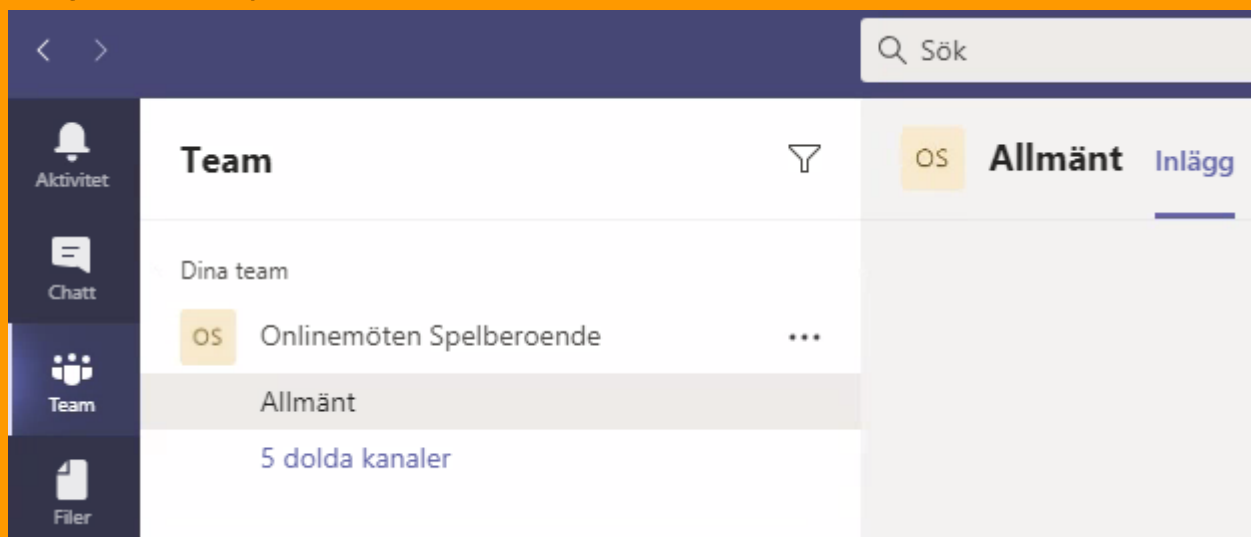 Sök
Aktivitet
Team
OS Allmänt Inlägg
Chatt
Dina team
OS Onlinemöten Spelberoende ...
Team
Allmänt
5 dolda kanaler
Filer